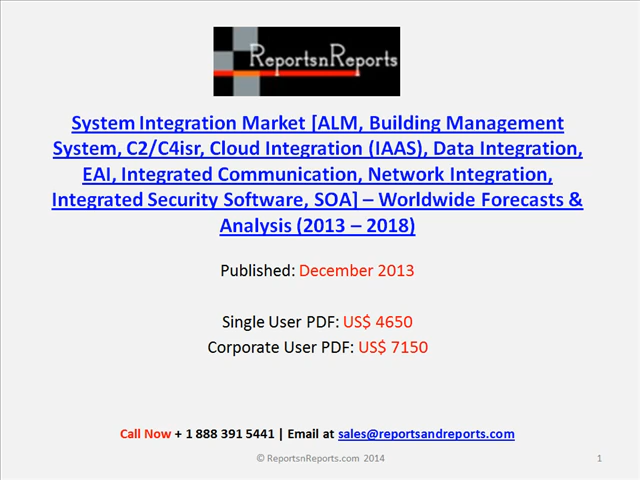 ReportsnReports
System Integration Market [ALM, Building Management
System, C2/C4isr, Cloud Integration (IAAS), Data Integration,
EAI, Integrated Communication, Network Integration,
Integrated Security Software, SOA] – Worldwide Forecasts &
Analysis (2013 – 2018)
Published: December 2013
Single User PDF: US$ 4650
Corporate User PDF: US$ 7150
Call Now + 1 888 391 5441 | Email at sales@reportsandreports.com
© ReportsnReports.com 2014
1